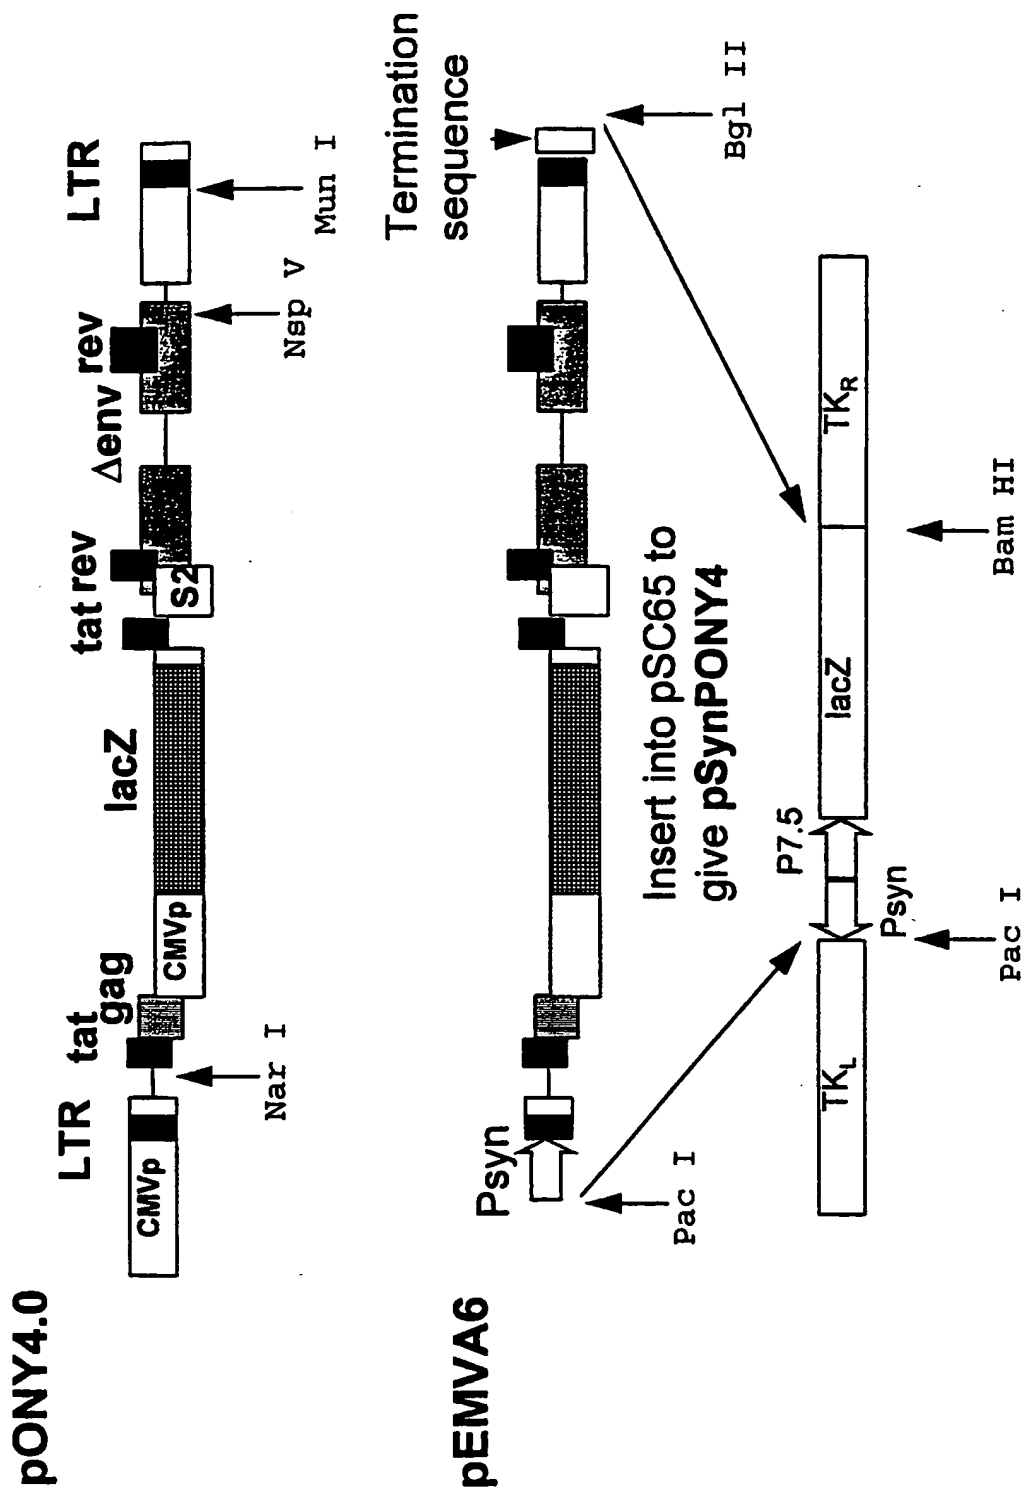 pONY4.0
LTR
tat
gag
lacZ
tat
rev
Δenv
rev
LTR
CMVp
CMVp
S2
Nar I
Nsp V
Mun I
pEMVA6
Psyn
Termination
sequence
Pac I
Bgl II
Insert into pSC65 to
give pSynPONY4
P7.5
TKL
Psyn
lacZ
TKR
Pac I
Bam HI